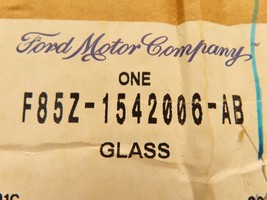 Ford Motor Company
ONE
F85Z-1542006-AB
GLASS